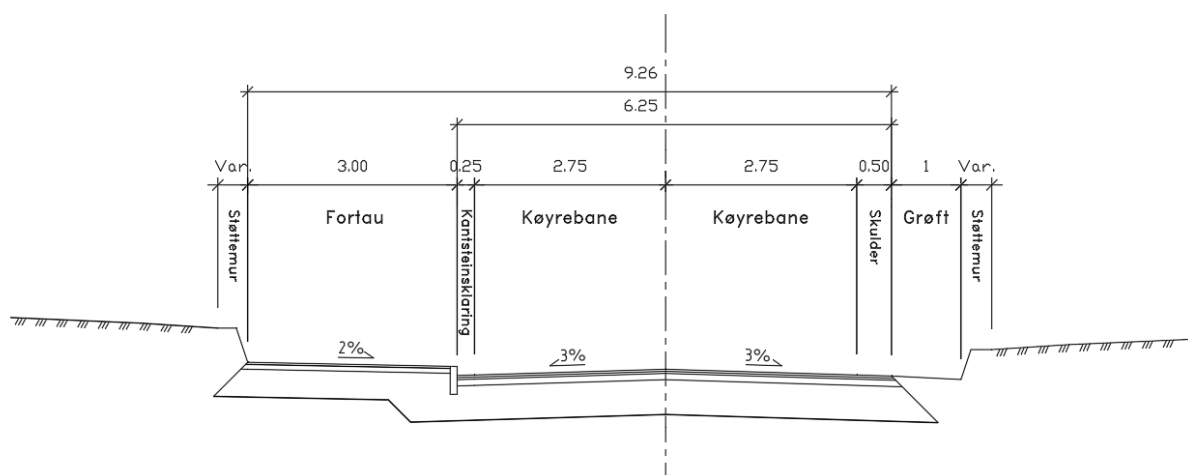 9.26
6.25
Var. 3.00 0.25 2.75 2.75 0.50 1 Var.
Støttemur Fortau Kantsteinsklaring Køyrebane Køyrebane Skulder Grøft Støttemur
2% 3% 3%